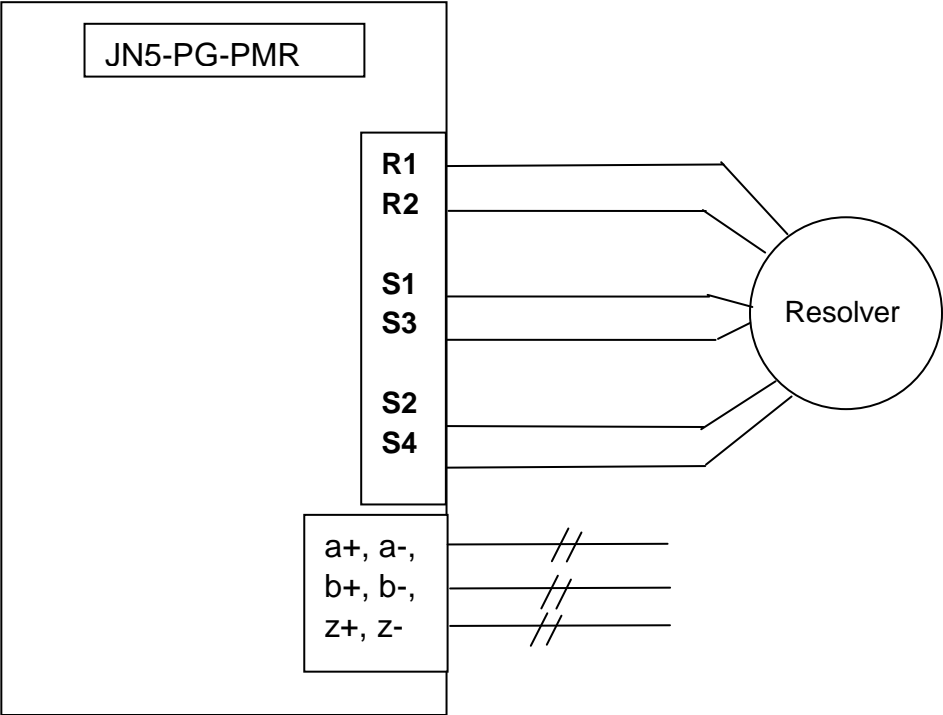 JN5-PG-PMR
R1
R2
S1
S3
S2
S4
Resolver
a+, a-,
b+, b-,
z+, z-